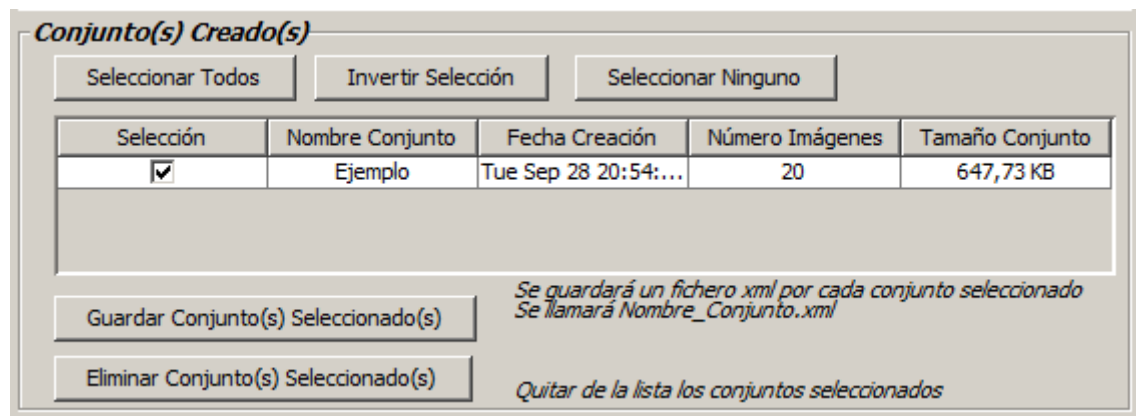 Conjunto(s) Creado(s)
Seleccionar Todos Invertir Selección Seleccionar Ninguno
Selección Nombre Conjunto Fecha Creación Número Imágenes Tamaño Conjunto
Ejemplo Tue Sep 28 20:54:... 20 647,73 KB
Se guardará un fichero xml por cada conjunto seleccionado
Se llamará Nombre_Conjunto.xml
Guardar Conjunto(s) Seleccionado(s)
Eliminar Conjunto(s) Seleccionado(s)
Quitar de la lista los conjuntos seleccionados